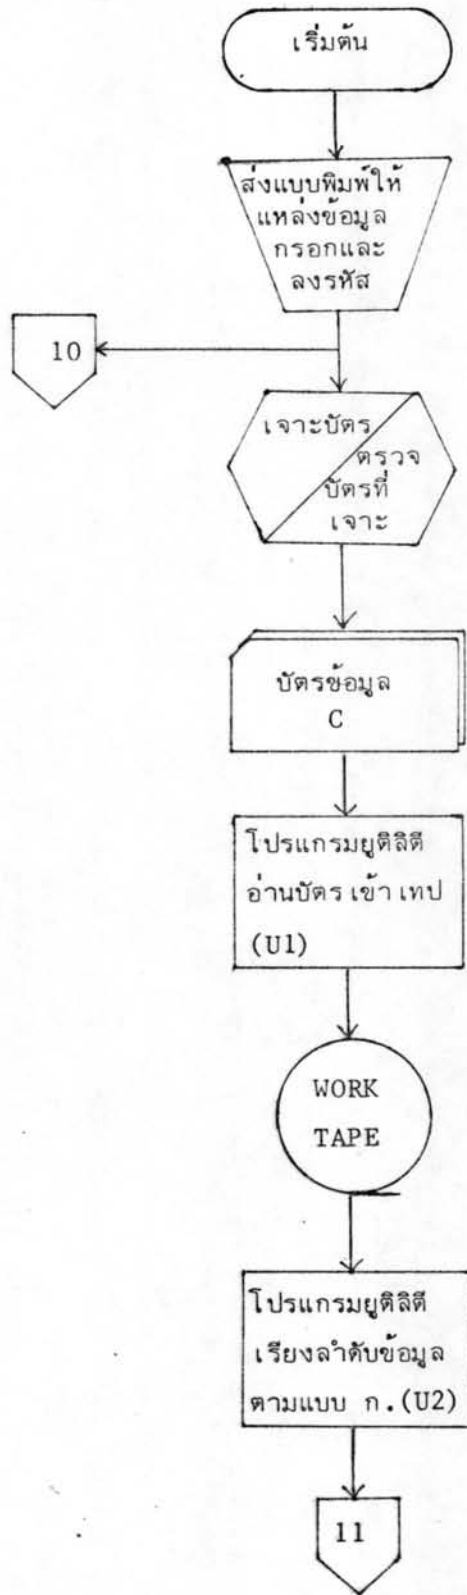 เริ่มต้น
ส่งแบบพิมพ์ให้
แหล่งข้อมูล
กรอกและ
ลงรหัส
10
เจาะบัตร
ตรวจ
บัตรที่
เจาะ
บัตรข้อมูล
C
โปรแกรมยูติลิตี
อ่านบัตร เข้า เทป
(U1)
WORK
TAPE
โปรแกรมยูติลิตี
เรียงลำดับข้อมูล
ตามแบบ ก.(U2)
11